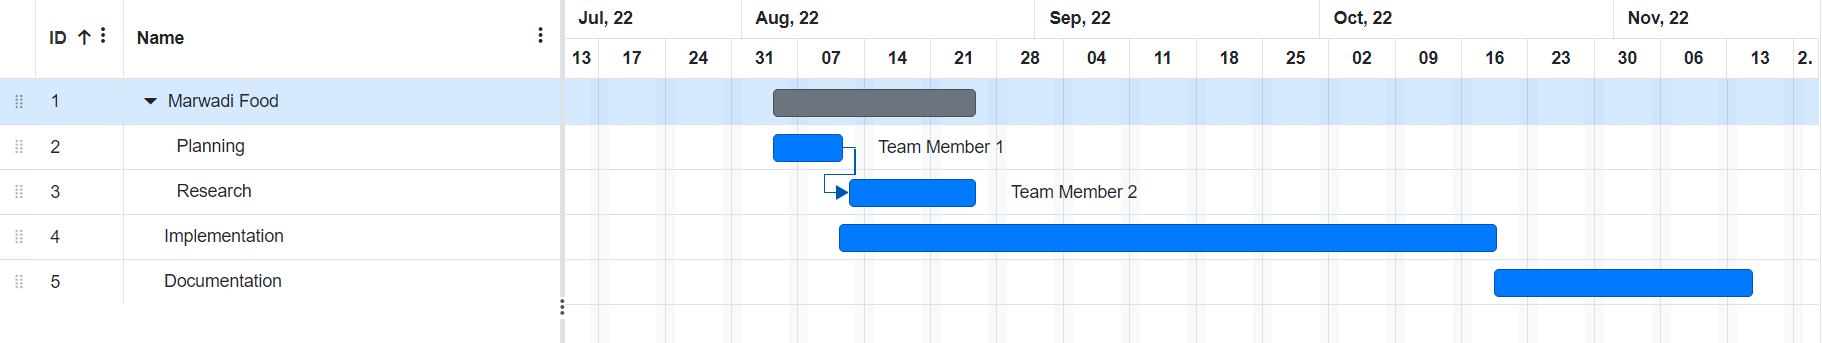 ID Name Jul, 22 Aug, 22 Sep, 22 Oct, 22 Nov, 22
13 17 24 31 07 14 21 28 04 11 18 25 02 09 16 23 30 06 13 2.
1 Marwadi Food
2 Planning Team Member 1
3 Research Team Member 2
4 Implementation
5 Documentation